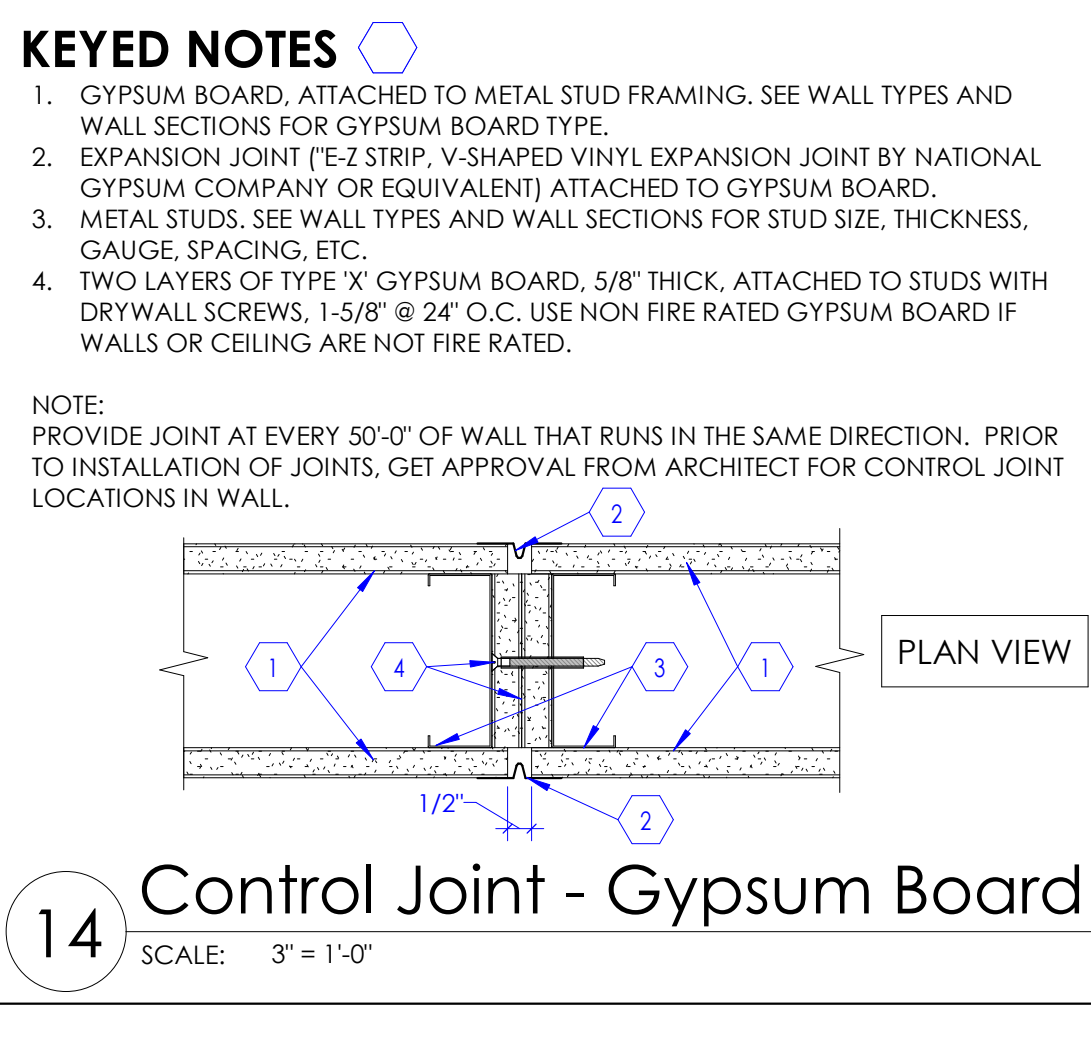 KEYED NOTES
1. GYPSUM BOARD, ATTACHED TO METAL STUD FRAMING. SEE WALL TYPES AND
WALL SECTIONS FOR GYPSUM BOARD TYPE.
2. EXPANSION JOINT ("E-Z STRIP, V-SHAPED VINYL EXPANSION JOINT BY NATIONAL
GYPSUM COMPANY OR EQUIVALENT) ATTACHED TO GYPSUM BOARD.
3. METAL STUDS. SEE WALL TYPES AND WALL SECTIONS FOR STUD SIZE, THICKNESS,
GAUGE, SPACING, ETC.
4. TWO LAYERS OF TYPE 'X' GYPSUM BOARD, 5/8" THICK, ATTACHED TO STUDS WITH
DRYWALL SCREWS, 1-5/8" @ 24" O.C. USE NON FIRE RATED GYPSUM BOARD IF
WALLS OR CEILING ARE NOT FIRE RATED.
NOTE:
PROVIDE JOINT AT EVERY 50'-0" OF WALL THAT RUNS IN THE SAME DIRECTION. PRIOR
TO INSTALLATION OF JOINTS, GET APPROVAL FROM ARCHITECT FOR CONTROL JOINT
LOCATIONS IN WALL.
2
1
4
3
1
PLAN VIEW
1/2"
2
14
Control Joint - Gypsum Board
SCALE: 3" = 1'-0"